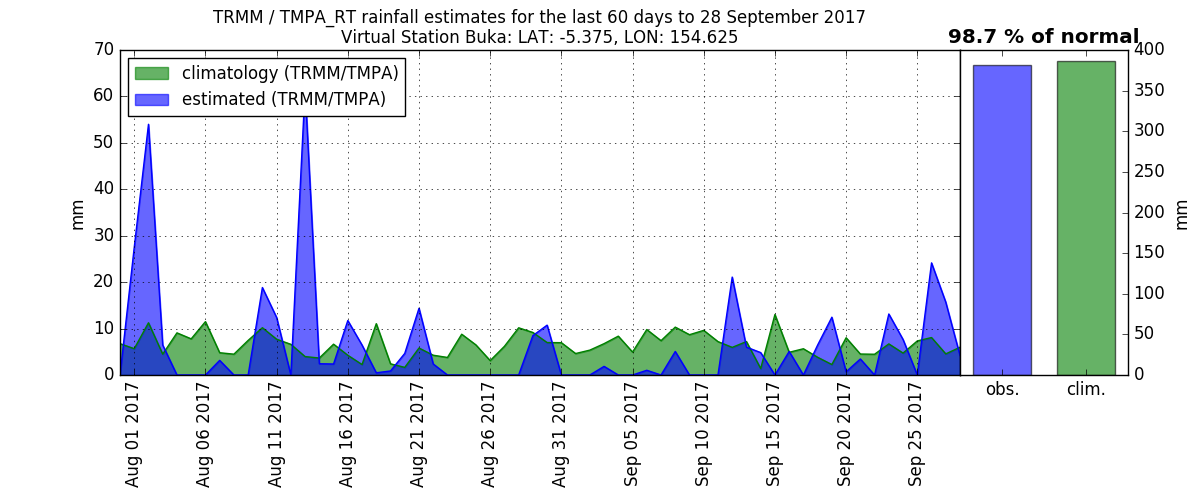 TRMM / TMPA_RT rainfall estimates for the last 60 days to 28 September 2017
Virtual Station Buka: LAT: -5.375, LON: 154.625
98.7 % of normal
climatology (TRMM/TMPA)
estimated (TRMM/TMPA)
70
60
50
40
30
20
10
0
mm
Aug 01 2017
Aug 06 2017
Aug 11 2017
Aug 16 2017
Aug 21 2017
Aug 26 2017
Aug 31 2017
Sep 05 2017
Sep 10 2017
Sep 15 2017
Sep 20 2017
Sep 25 2017
obs.
clim.
400
350
300
250
200
150
100
50
0
mm